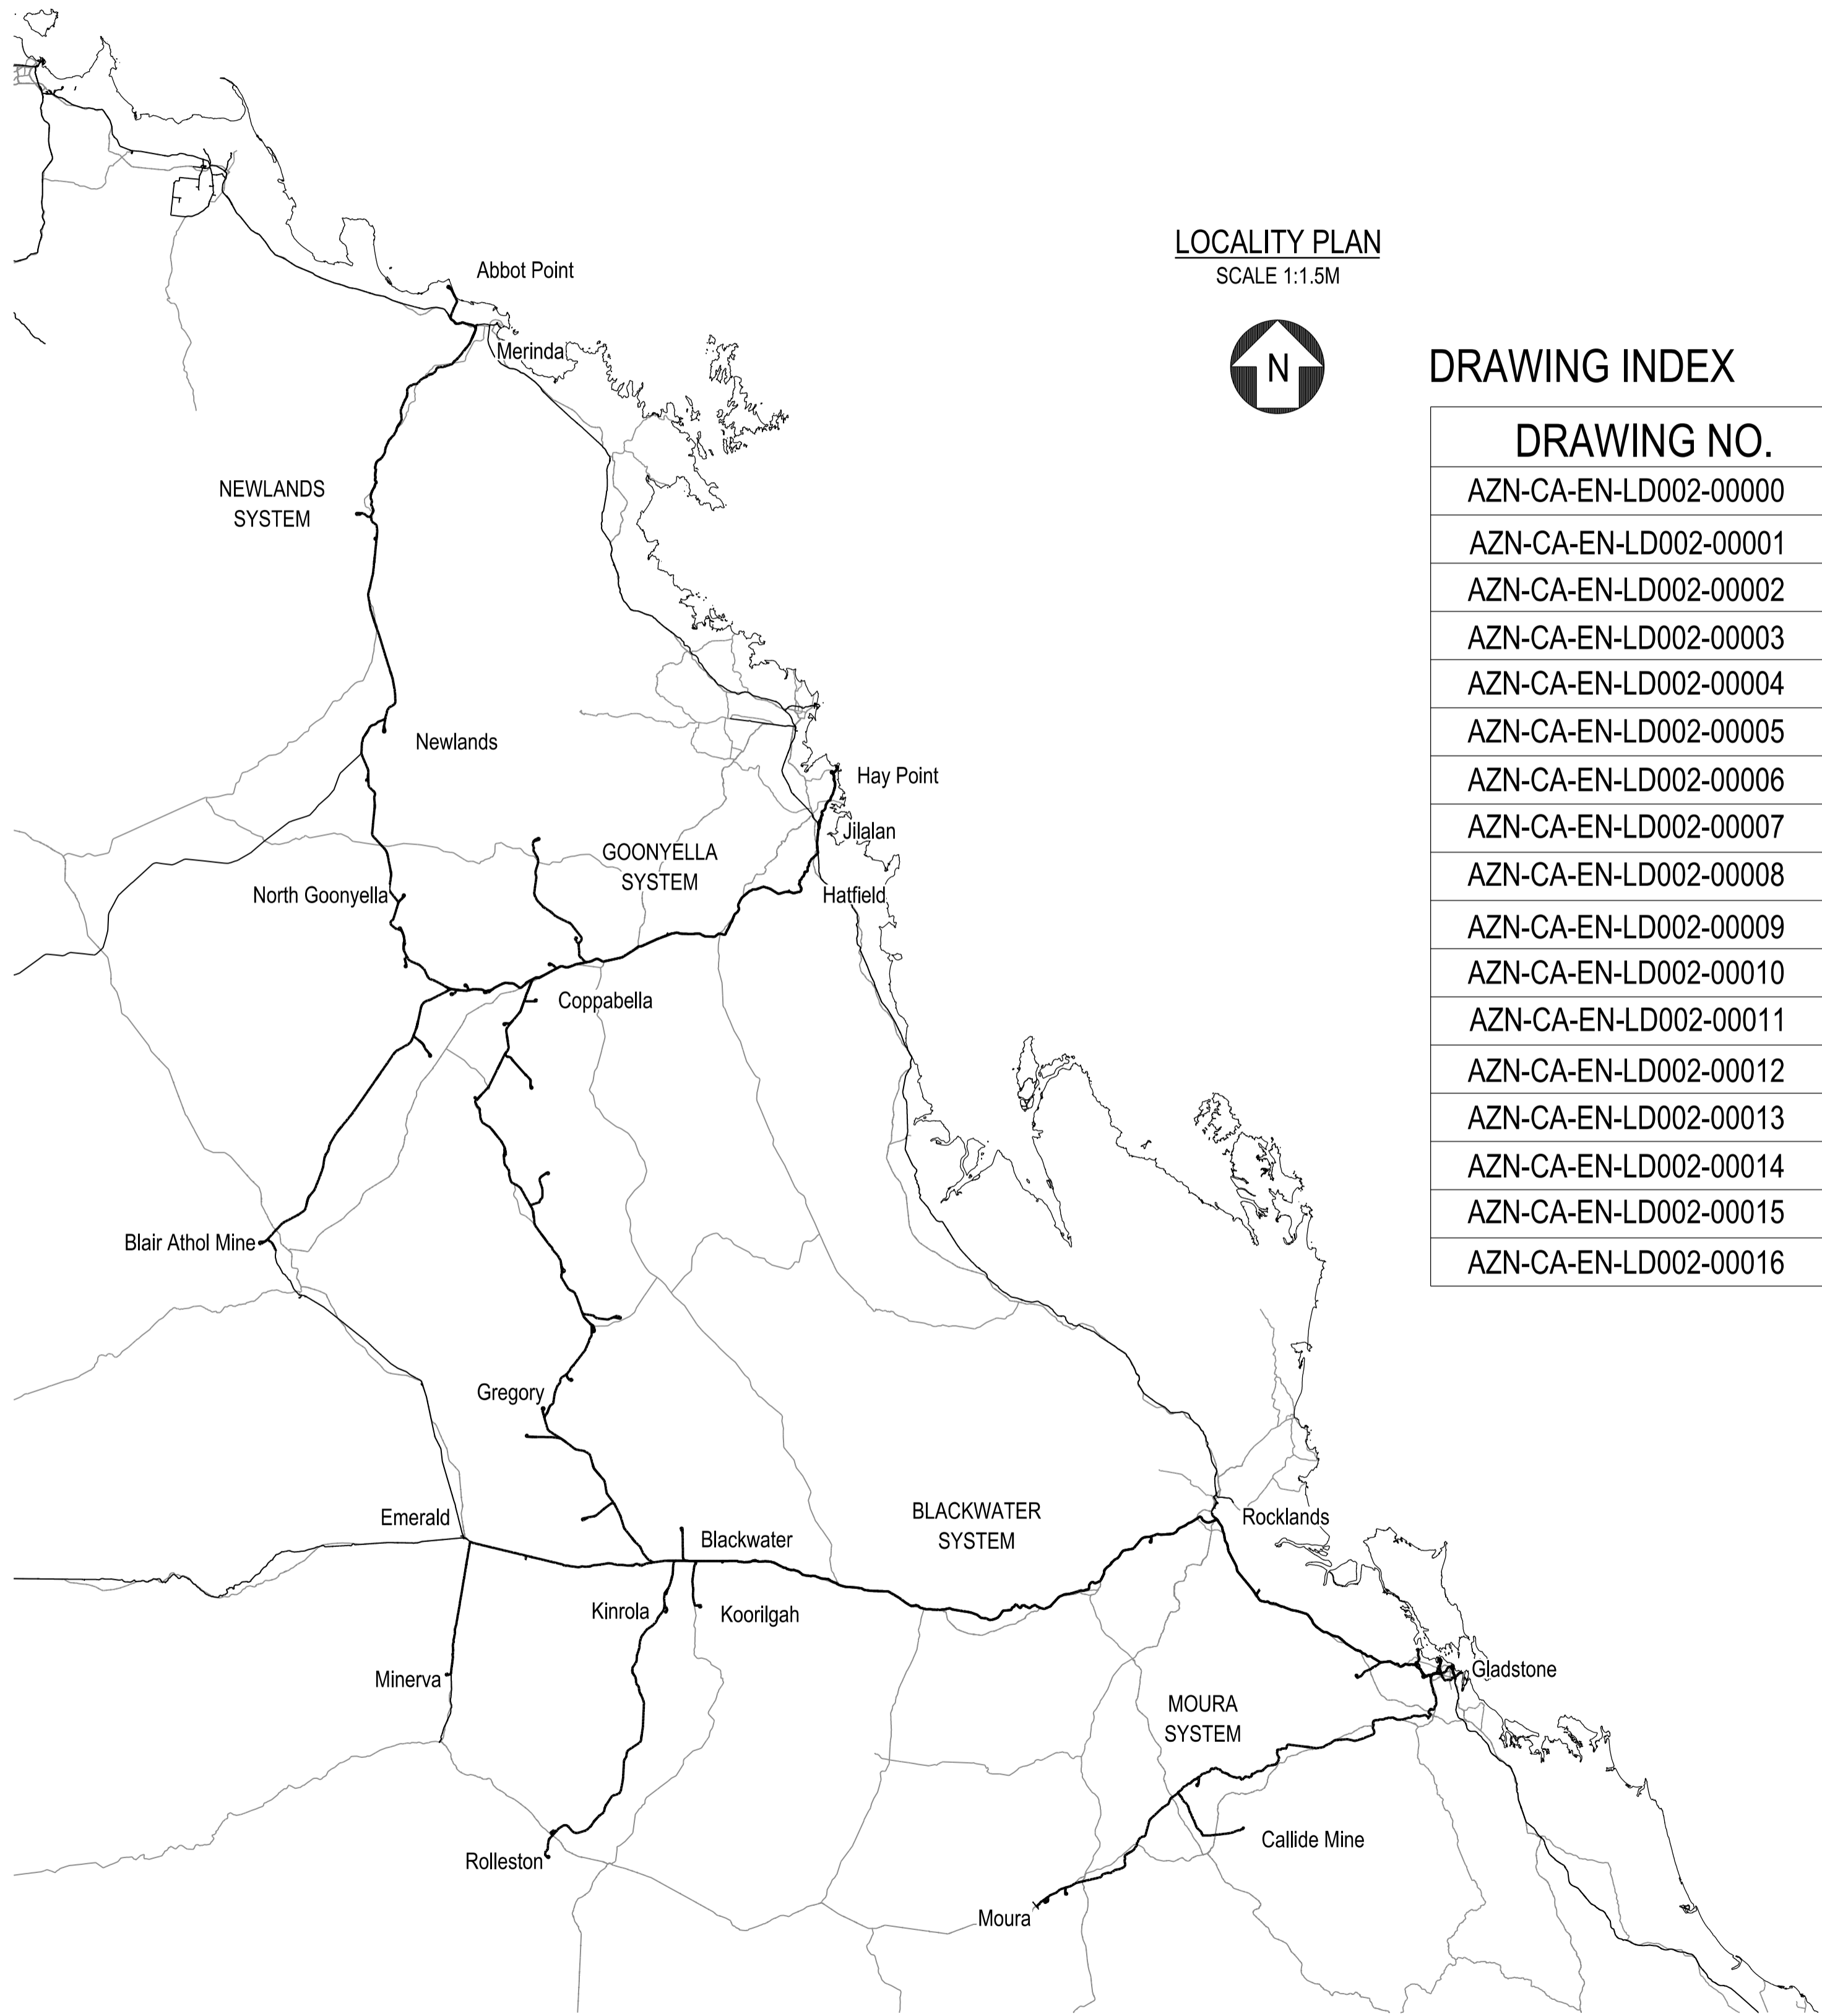 LOCALITY PLAN
SCALE 1:1.5M
N
Abbot Point
Merinda
NEWLANDS
SYSTEM
Newlands
Hay Point
Jilalan
GOONYELLA
SYSTEM
Hatfield
North Goonyella
Coppabella
Blair Athol Mine
Gregory
Emerald
Blackwater
BLACKWATER
SYSTEM
Rocklands
Kinrola
Koorilgah
Minerva
Gladstone
MOURA
SYSTEM
Callide Mine
Rolleston
Moura
DRAWING INDEX
DRAWING NO.
AZN-CA-EN-LD002-00000
AZN-CA-EN-LD002-00001
AZN-CA-EN-LD002-00002
AZN-CA-EN-LD002-00003
AZN-CA-EN-LD002-00004
AZN-CA-EN-LD002-00005
AZN-CA-EN-LD002-00006
AZN-CA-EN-LD002-00007
AZN-CA-EN-LD002-00008
AZN-CA-EN-LD002-00009
AZN-CA-EN-LD002-00010
AZN-CA-EN-LD002-00011
AZN-CA-EN-LD002-00012
AZN-CA-EN-LD002-00013
AZN-CA-EN-LD002-00014
AZN-CA-EN-LD002-00015
AZN-CA-EN-LD002-00016